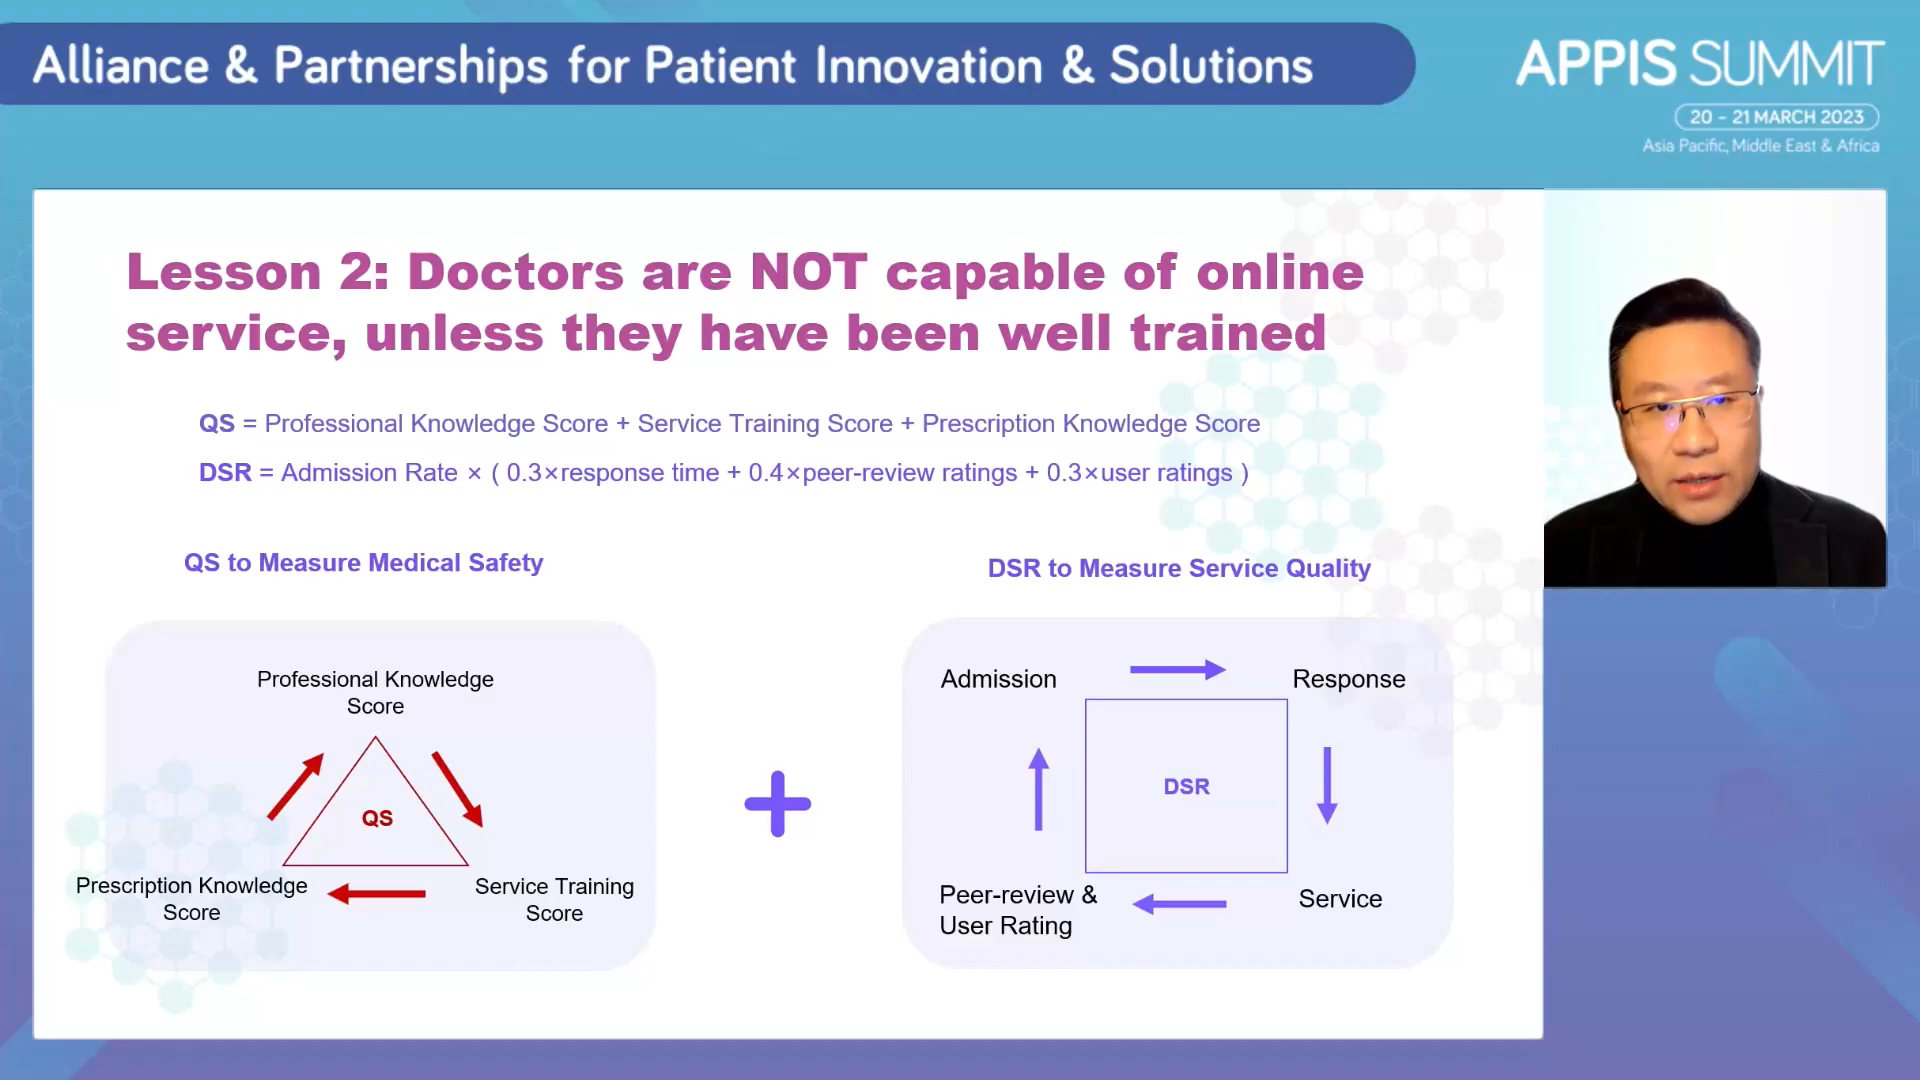 Alliance & Partnerships for Patient Innovation & Solutions
APPIS SUMMIT
20 - 21 MARCH 2023
Asia Pacific, Middle East & Africa
Lesson 2: Doctors are NOT capable of online
service, unless they have been well trained
QS = Professional Knowledge Score + Service Training Score + Prescription Knowledge Score
DSR = Admission Rate × ( 0.3×response time + 0.4×peer-review ratings + 0.3×user ratings )
QS to Measure Medical Safety
Professional Knowledge
Score
QS
Prescription Knowledge
Score
Service Training
Score
DSR to Measure Service Quality
Admission
Response
DSR
Peer-review &
User Rating
Service